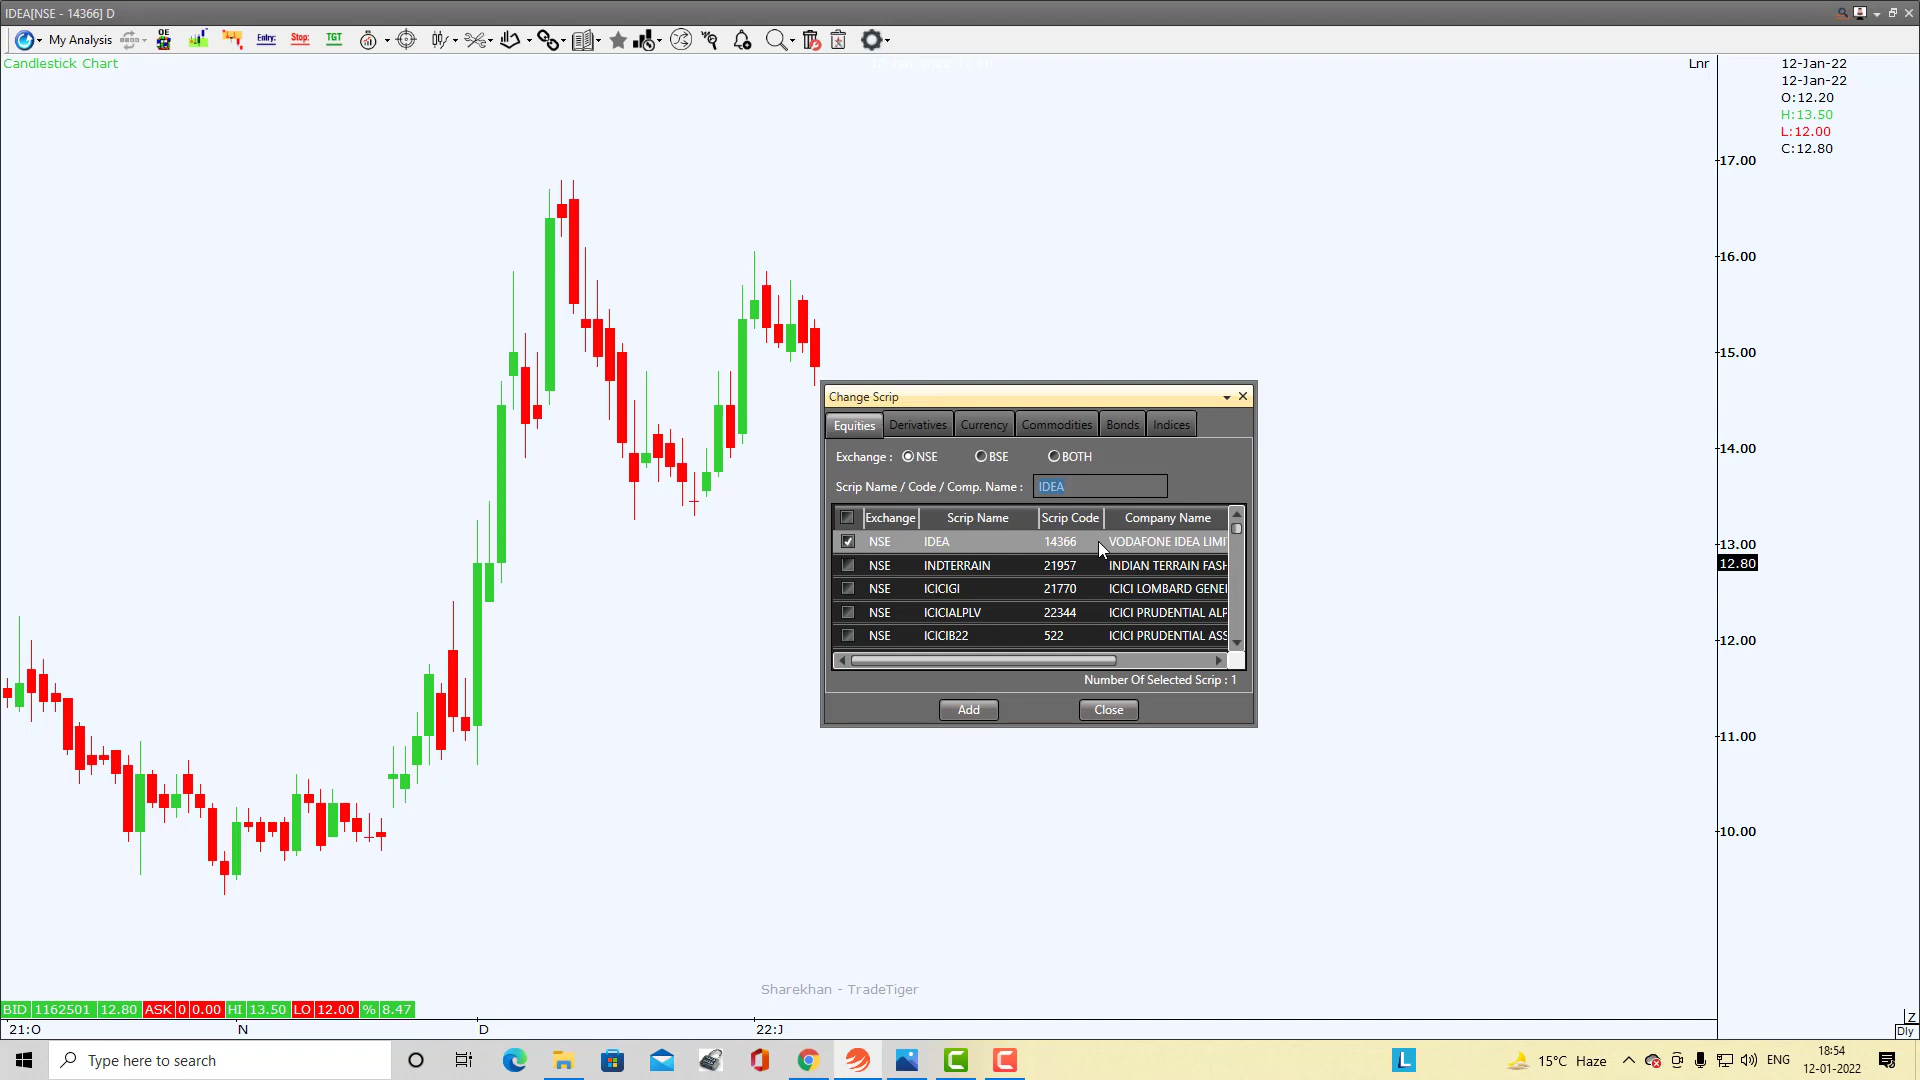 IDEA[NSE - 14366] D
My Analysis
OE
Entry:
Stop:
TGT
Candlestick Chart
Lnr
12-Jan-22
12-Jan-22
O:12.20
H:13.50
L:12.00
C:12.80
17.00
16.00
15.00
14.00
13.00
12.80
12.00
11.00
10.00
Change Scrip
Equities Derivatives Currency Commodities Bonds Indices
Exchange : NSE BSE BOTH
Scrip Name / Code / Comp. Name : IDEA
Exchange Scrip Name Scrip Code Company Name
NSE IDEA 14366 VODAFONE IDEA LIMI
NSE INDTERRAIN 21957 INDIAN TERRAIN FASH
NSE ICICIGI 21770 ICICI LOMBARD GENE
NSE ICICIALPLV 22344 ICICI PRUDENTIAL ALP
NSE ICICIB22 522 ICICI PRUDENTIAL ASS
Number Of Selected Scrip : 1
Add Close
Sharekhan - TradeTiger
BID 1162501 12.80 ASK 0 0.00 HI 13.50 LO 12.00 % 8.47
21:O N D 22:J
Z
Dly
Type here to search
L
15°C Haze
ENG
18:54
12-01-2022